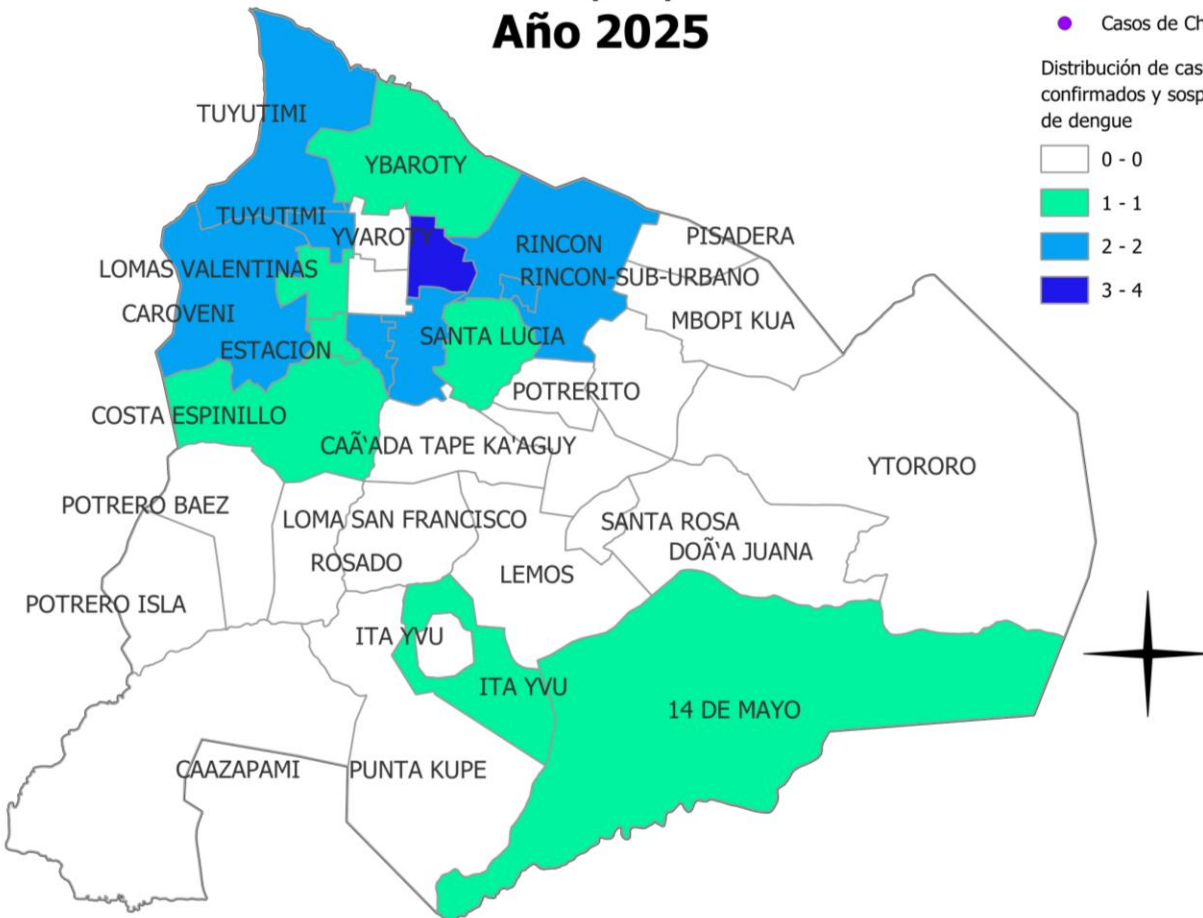 Año 2025
Casos de Ch
Distribución de cas
confirmados y sosp
de dengue
0 - 0
1 - 1
2 - 2
3 - 4
TUYUTIMI
YBAROTY
TUYUTIMI
YVAROTY
RINCON
PISADERA
LOMAS VALENTINAS
RINCON-SUB-URBANO
CAROVENI
MBOPI KUA
ESTACION
SANTA LUCIA
POTRERITO
COSTA ESPINILLO
CAÃ'ADA TAPE KA'AGUY
YTORORO
POTRERO BAEZ
LOMA SAN FRANCISCO
SANTA ROSA
DOÃ'A JUANA
ROSADO
LEMOS
POTRERO ISLA
ITA YVU
ITA YVU
14 DE MAYO
CAAZAPAMI
PUNTA KUPE